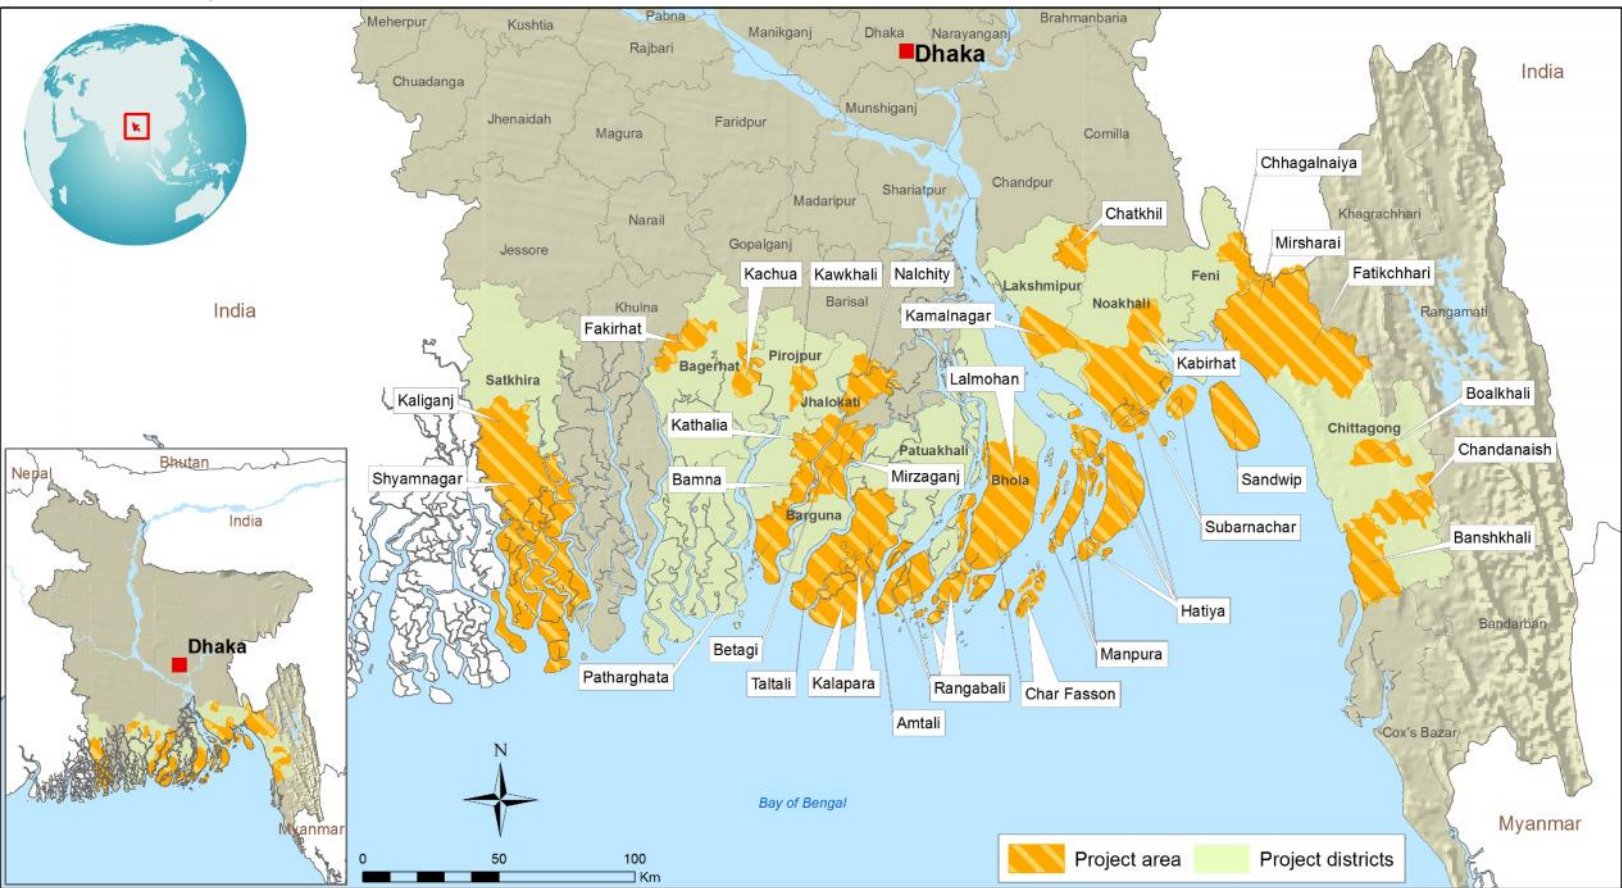 Meherpur
Kushtia
Pabna
Manikganj
Dhaka
Narayanganj
Brahmanbaria
Dhaka
Rajbari
India
Chuadanga
Munshiganj
Jhenaidah
Magura
Faridpur
Comilla
Chhagalnaiya
Shariatpur
Chandpur
Madaripur
Chatkhil
Khagrachhari
Narail
Gopalganj
Jessore
Mirsharai
Kachua
Kawkhali
Nalchity
Feni
Fatikchhari
Lakshmipur
Barisal
Noakhali
Khulna
India
Rangamati
Kamalnagar
Fakirhat
Pirojpur
Bagerhat
Kabirhat
Satkhira
Lalmohan
Boalkhali
Kaliganj
Jhalokati
Kathalia
Chittagong
Patuakhali
Chandanaish
Shyamnagar
Bamna
Mirzaganj
Bhola
Sandwip
Barguna
Subarnachar
Banshkhali
Hatiya
Bandarban
Betagi
Manpura
Patharghata
Taltali
Kalapara
Rangabali
Char Fasson
Amtali
Cox's Bazar
Bay of Bengal
Myanmar
Nepal
Bhutan
India
Dhaka
Myanmar
N
0 50 100
Km
Project area
Project districts